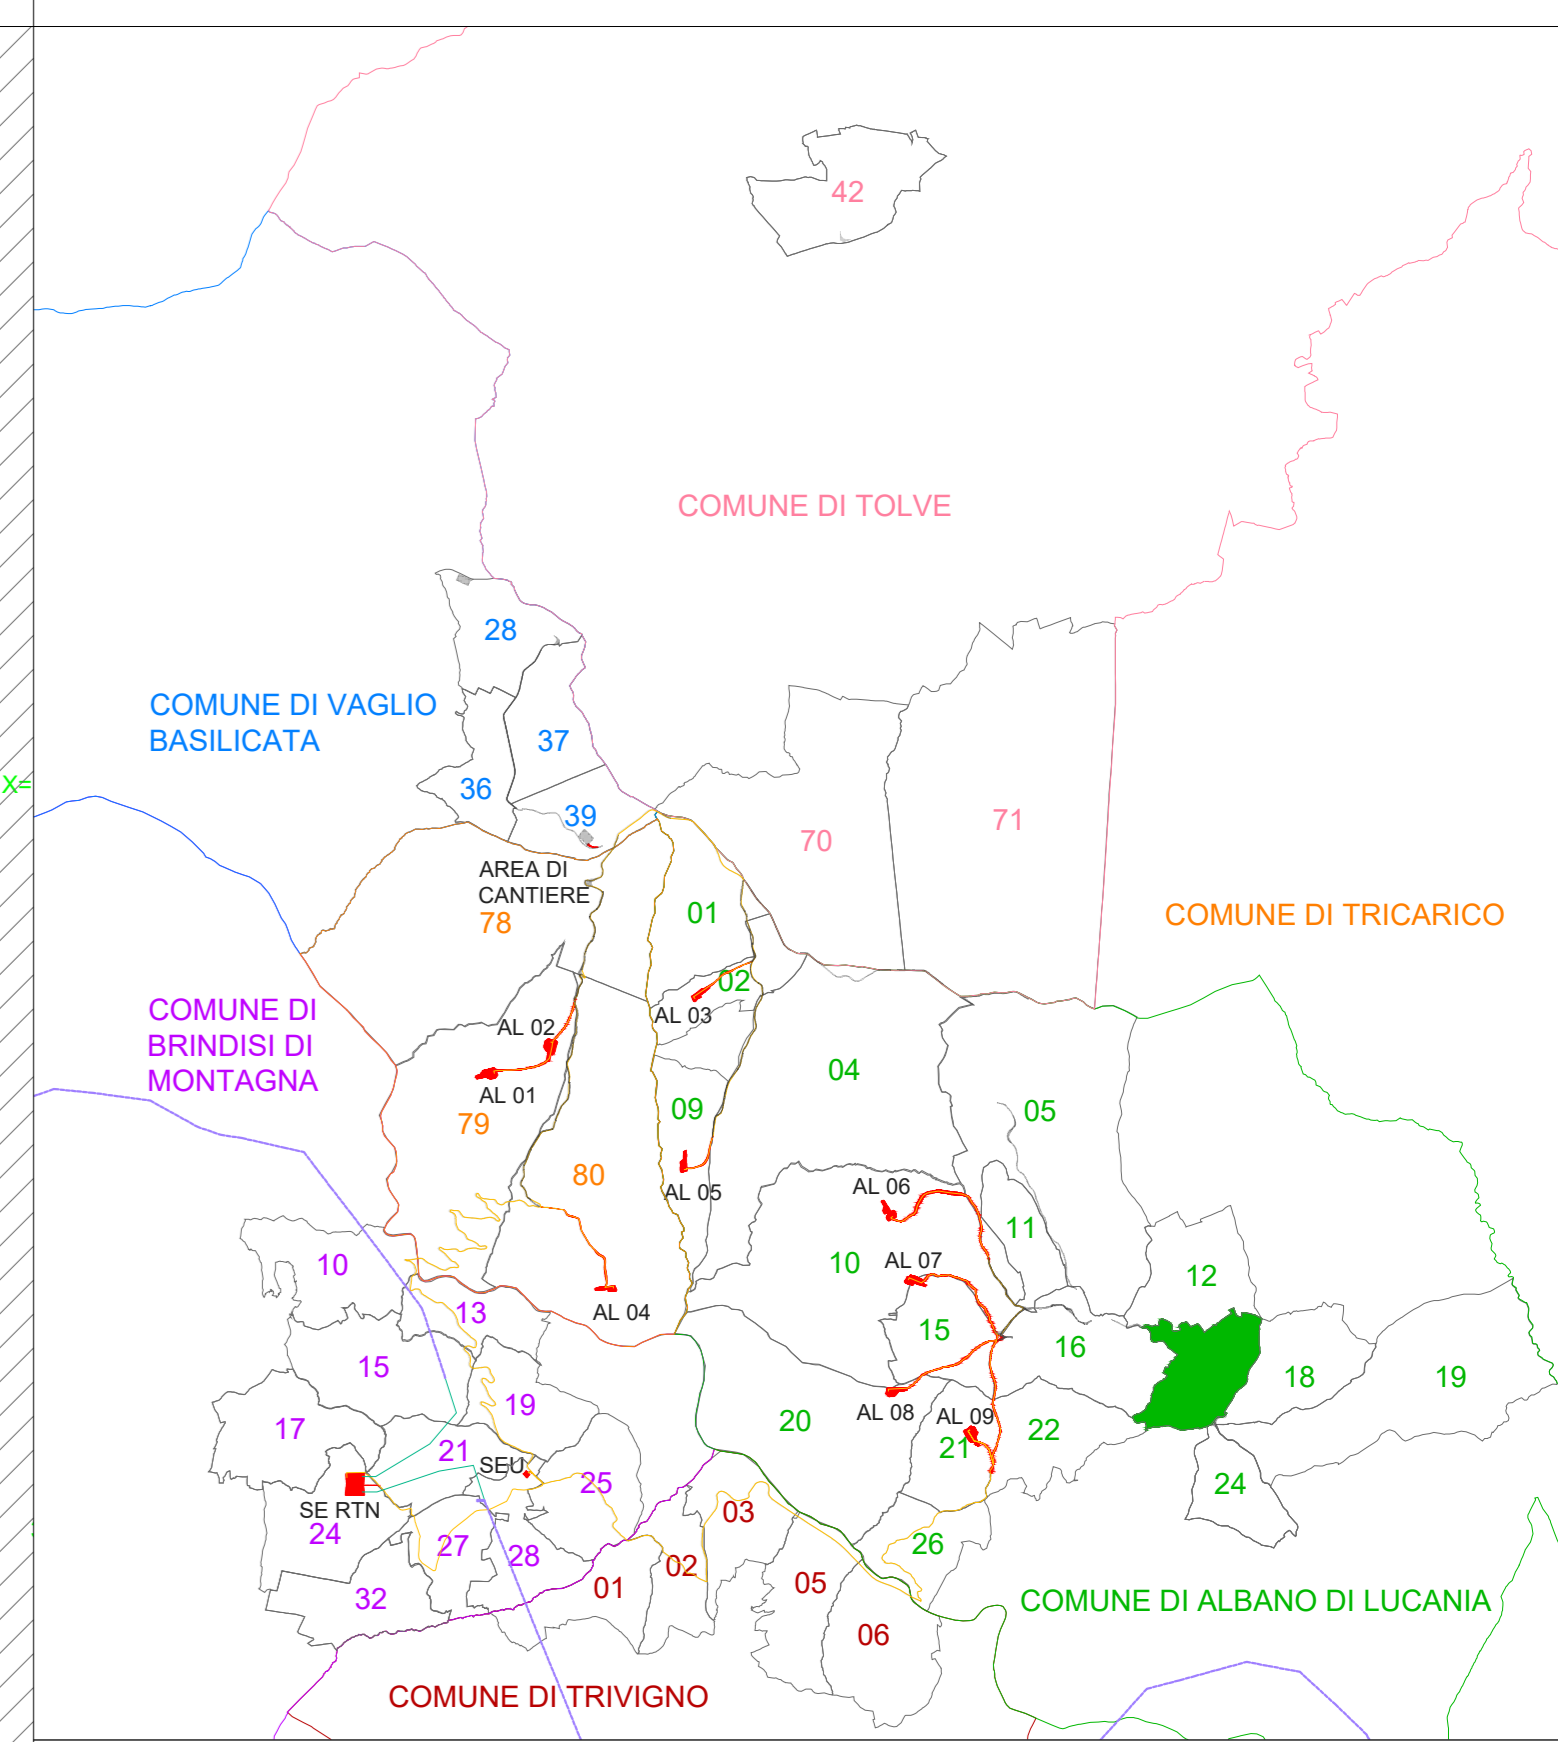 42
COMUNE DI TOLVE
28
COMUNE DI VAGLIO
BASILICATA
37
36
39
X=
70
71
AREA DI
CANTIERE
78
01
COMUNE DI TRICARICO
02
COMUNE DI
BRINDISI DI
MONTAGNA
AL 02
AL 03
AL 01
04
79
09
05
80
AL 05
AL 06
11
10
10
AL 07
12
13
AL 04
15
16
15
18
19
19
17
20
AL 08
AL 09
21
22
21
SEU
25
24
SE RTN
24
03
27
28
26
02
01
05
32
COMUNE DI ALBANO DI LUCANIA
06
COMUNE DI TRIVIGNO